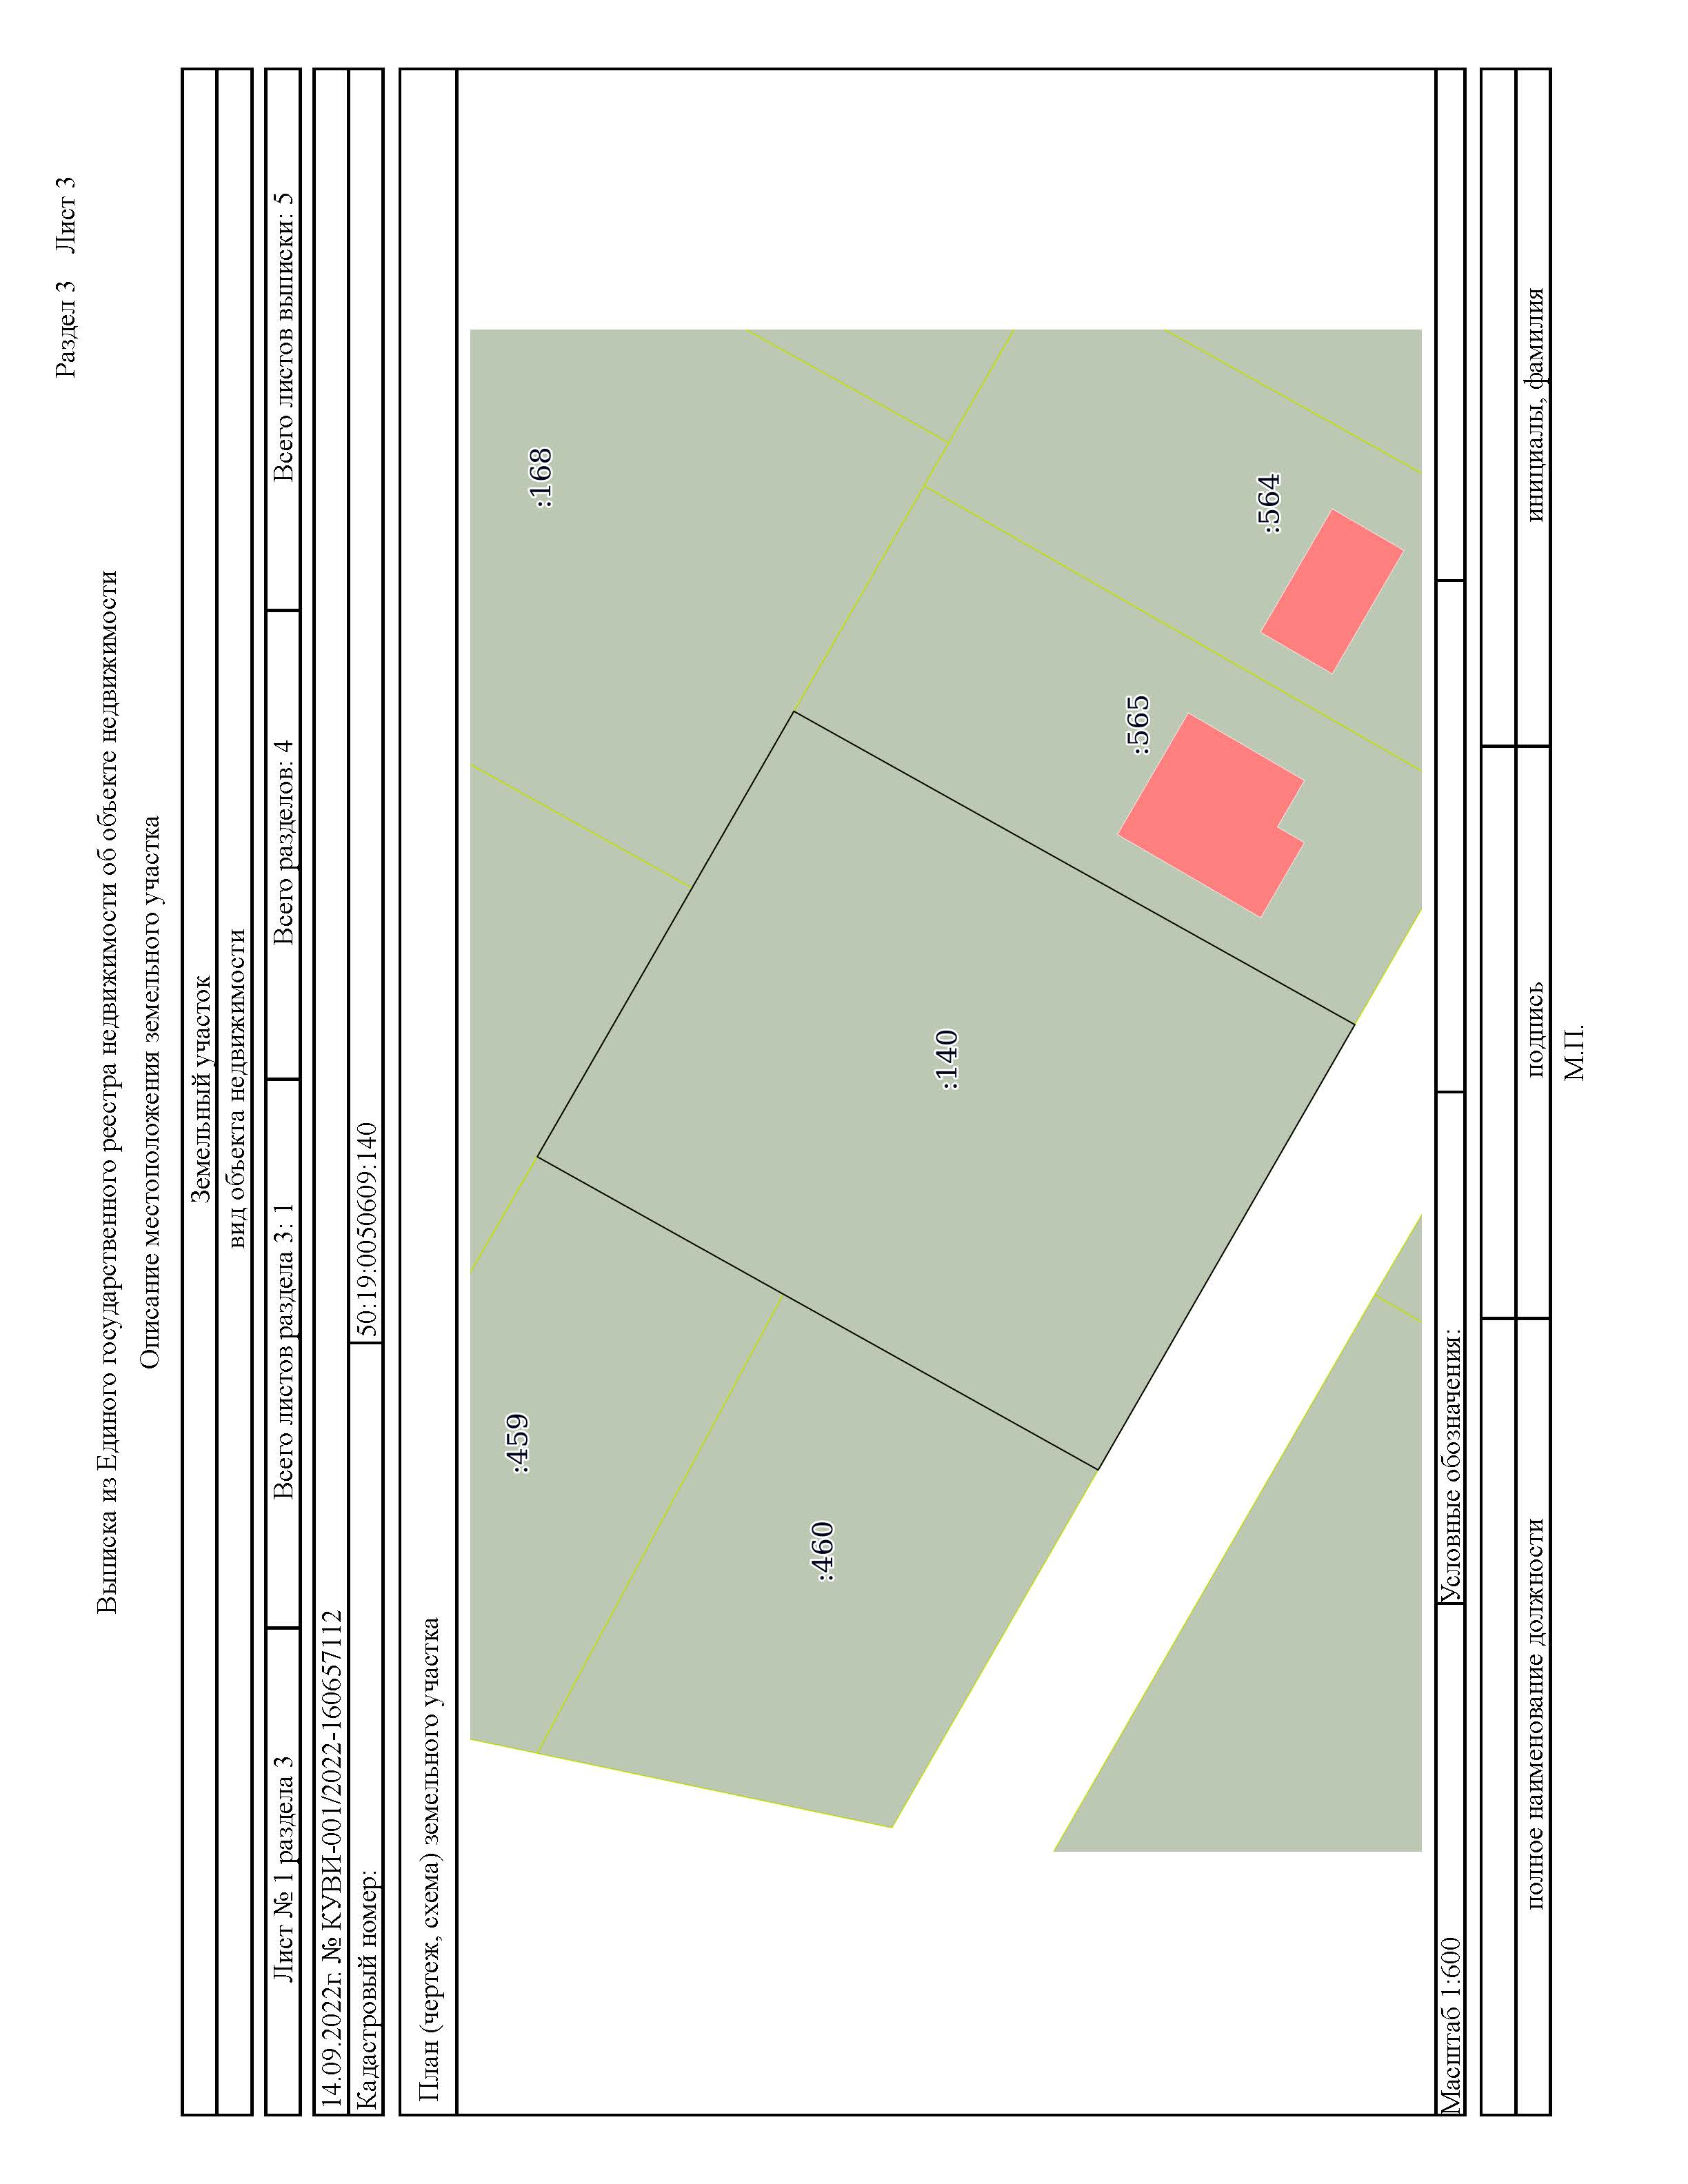 Раздел 3 Лист 3
Выписка из Единого государственного реестра недвижимости об объекте недвижимости
Описание местоположения земельного участка
Земельный участок
вид объекта недвижимости
Лист № 1 раздела 3 Всего листов раздела 3: 1 Всего разделов: 4 Всего листов выписки: 5
14.09.2022г. № КУВИ-001/2022-160657112
Кадастровый номер: 50:19:0050609:140
План (чертеж, схема) земельного участка
:459
:168
:460
:140
:565
:564
Масштаб 1:600 Условные обозначения:
полное наименование должности подпись инициалы, фамилия
М.П.